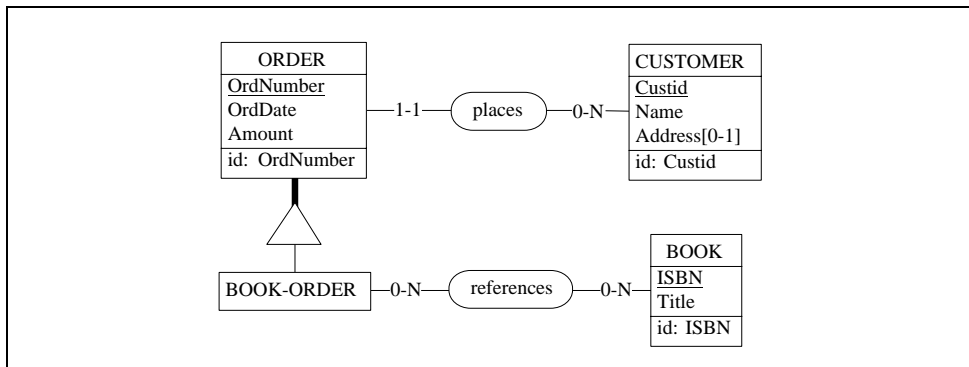 ORDER
OrdNumber
OrdDate
Amount
id: OrdNumber
1-1
places
0-N
CUSTOMER
Custid
Name
Address[0-1]
id: Custid
BOOK-ORDER
0-N
references
0-N
BOOK
ISBN
Title
id: ISBN